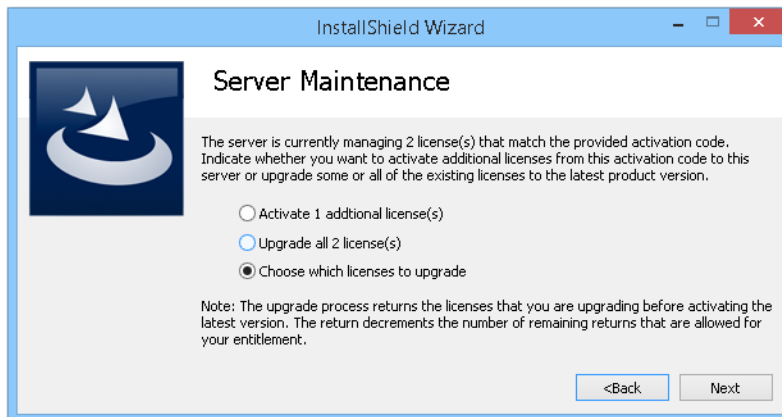 InstallShield Wizard
Server Maintenance
The server is currently managing 2 license(s) that match the provided activation code.
Indicate whether you want to activate additional licenses from this activation code to this
server or upgrade some or all of the existing licenses to the latest product version.
Activate 1 addtional license(s)
Upgrade all 2 license(s)
Choose which licenses to upgrade
Note: The upgrade process returns the licenses that you are upgrading before activating the
latest version. The return decrements the number of remaining returns that are allowed for
your entitlement.
<Back Next